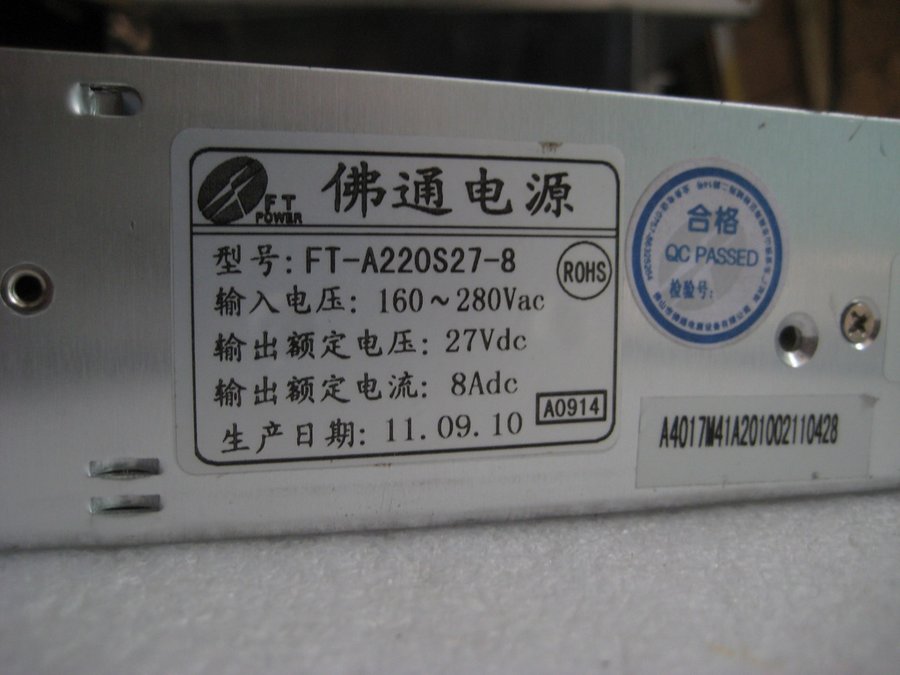 FT
POWER
佛通电源
型号：FT-A220S27-8
ROHS
输入电压：160～280Vac
输出额定电压：27Vdc
输出额定电流：8Adc
A0914
生产日期：11.09.10
合格
QC PASSED
检验号：
A4017M41A201002110428